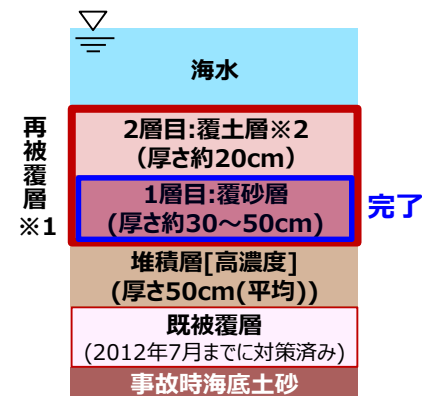 海水
再被覆層
※1
2層目:覆土層※2
（厚さ約20cm）
1層目:覆砂層
(厚さ約30～50cm)
完了
堆積層[高濃度]
(厚さ50cm(平均))
既被覆層
(2012年7月までに対策済み)
事故時海底土砂